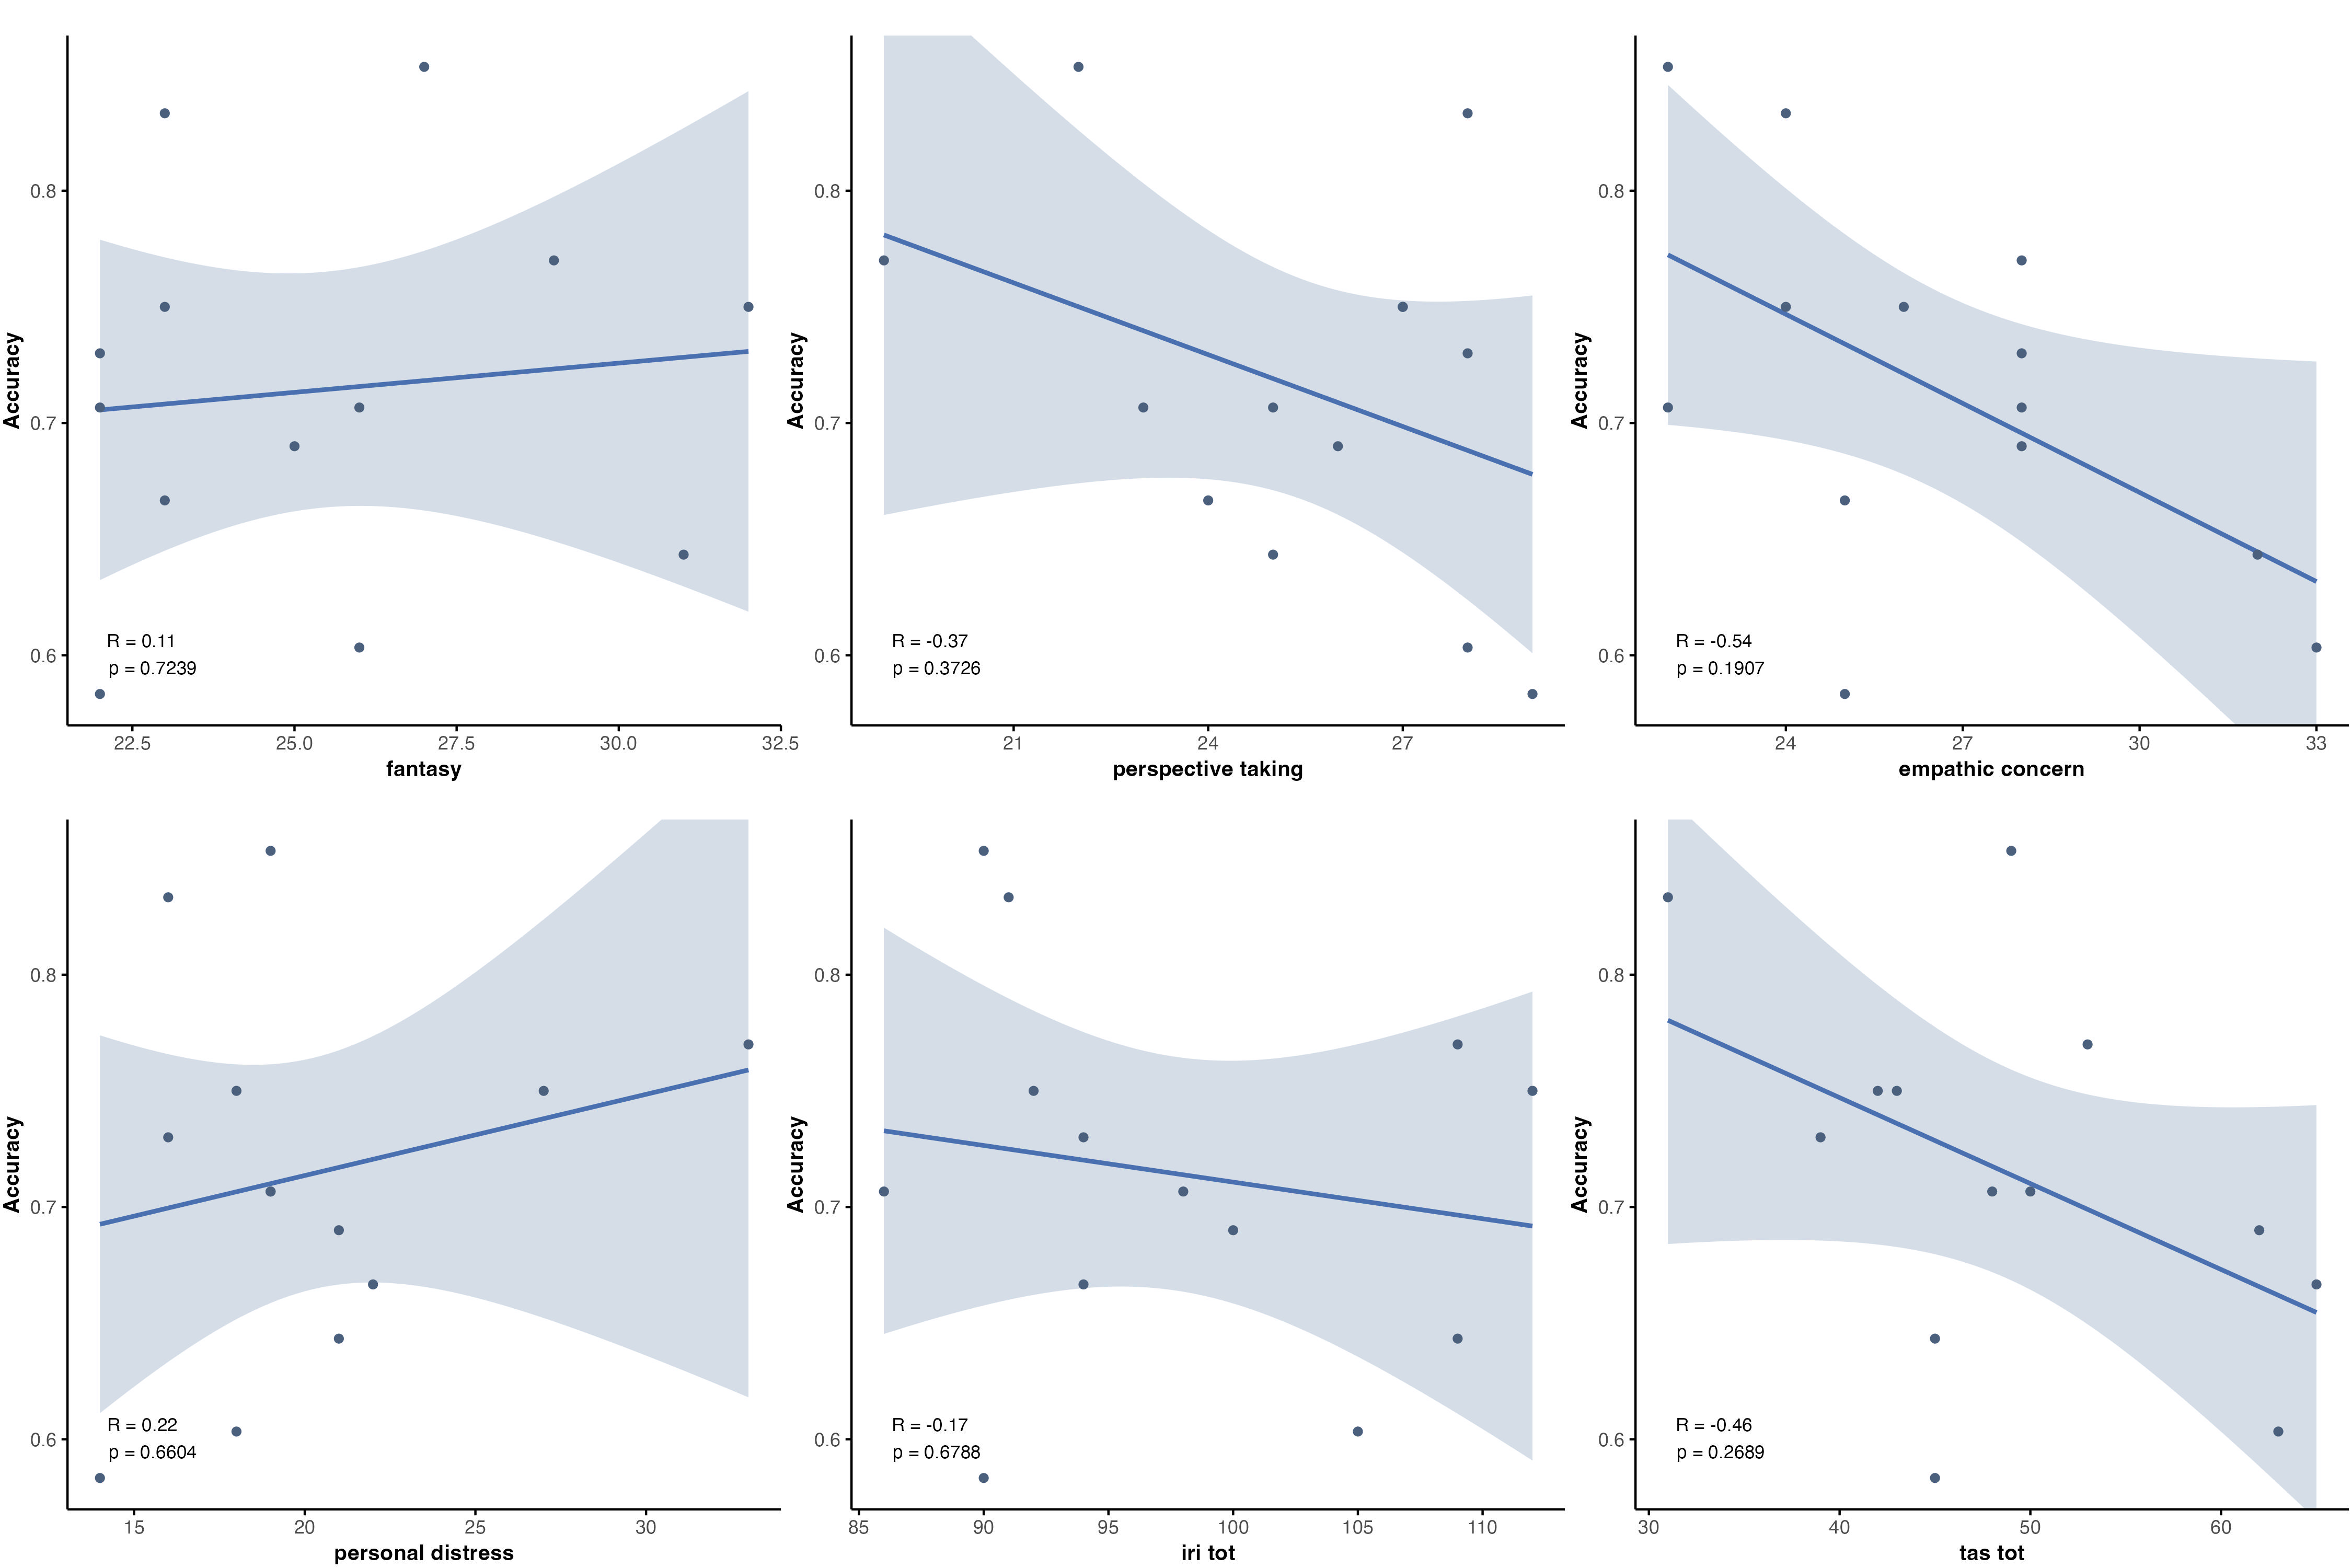 Accuracy
0.8
0.7
0.6
R = 0.11
p = 0.7239
22.5 25.0 27.5 30.0 32.5
fantasy
Accuracy
0.8
0.7
0.6
R = -0.37
p = 0.3726
21 24 27
perspective taking
Accuracy
0.8
0.7
0.6
R = -0.54
p = 0.1907
24 27 30 33
empathic concern
Accuracy
0.8
0.7
0.6
R = 0.22
p = 0.6604
15 20 25 30
personal distress
Accuracy
0.8
0.7
0.6
R = -0.17
p = 0.6788
85 90 95 100 105 110
iri tot
Accuracy
0.8
0.7
0.6
R = -0.46
p = 0.2689
30 40 50 60
tas tot